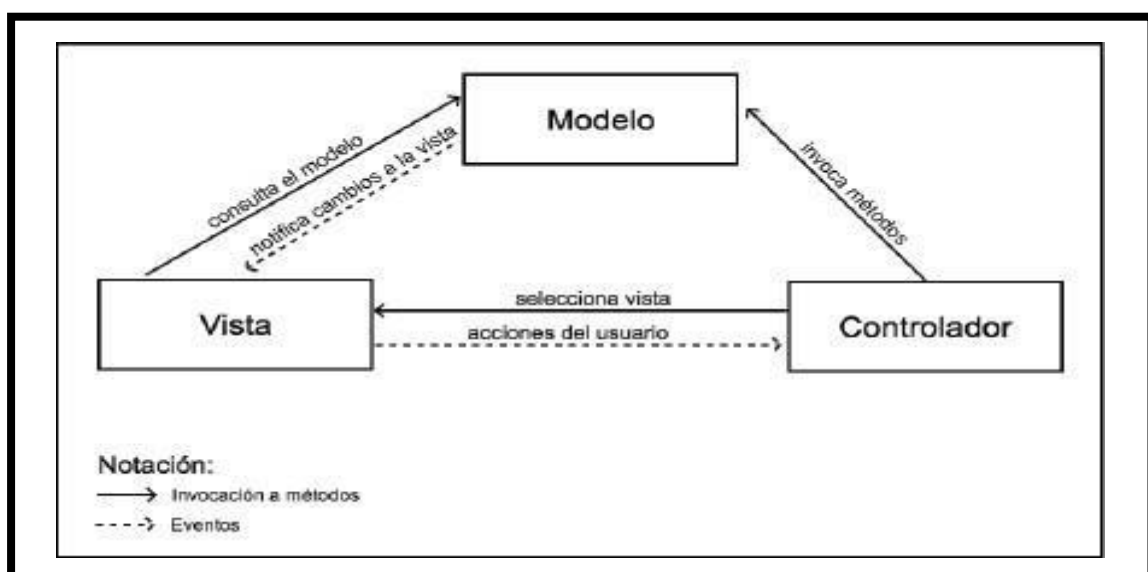 Modelo
consulta el modelo
notifica cambios a la vista
invoca métodos
Vista
selecciona vista
acciones del usuario
Controlador
Notación:
Invocación a métodos
Eventos